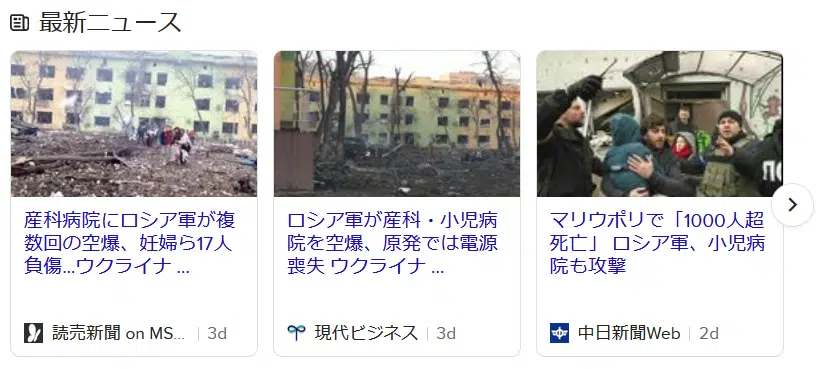 最新ニュース
産科病院にロシア軍が複
数回の空爆、妊婦ら17人
負傷...ウクライナ ...
読売新聞 on MS... 3d
ロシア軍が産科・小児病
院を空爆、原発では電源
喪失 ウクライナ ...
現代ビジネス 3d
マリウポリで「1000人超
死亡」 ロシア軍、小児病
院も攻撃
中日新聞Web 2d